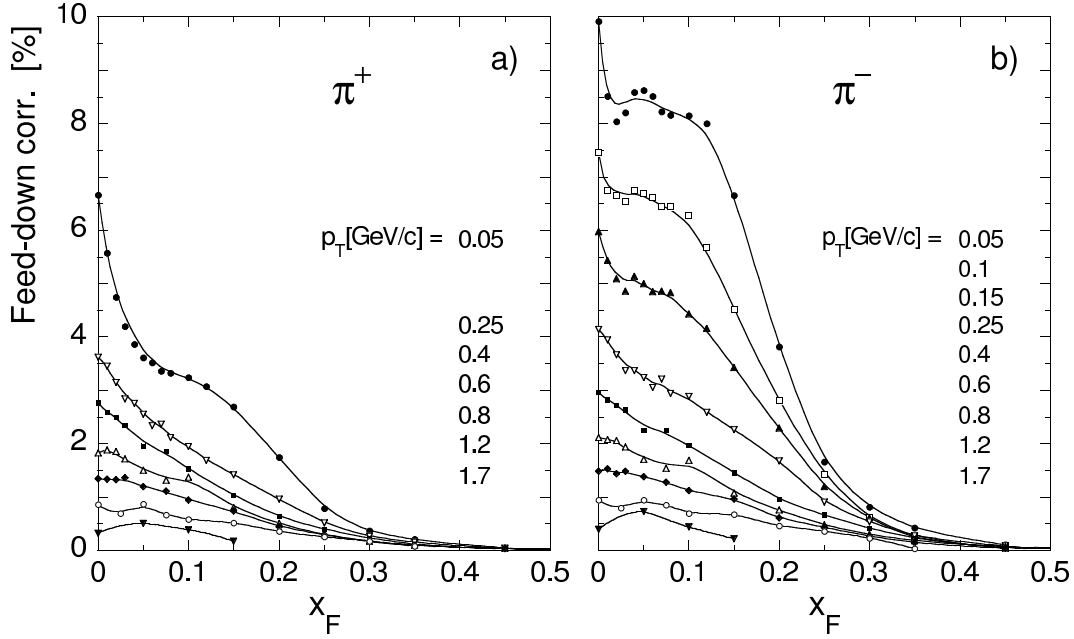 Feed-down corr. [%]
10
8
6
4
2
0
a)
π+
pT[GeV/c] = 0.05
0.25
0.4
0.6
0.8
1.2
1.7
0 0.1 0.2 0.3 0.4 0.5
xF
b)
π−
pT[GeV/c] = 0.05
0.1
0.15
0.25
0.4
0.6
0.8
1.2
1.7
0 0.1 0.2 0.3 0.4 0.5
xF